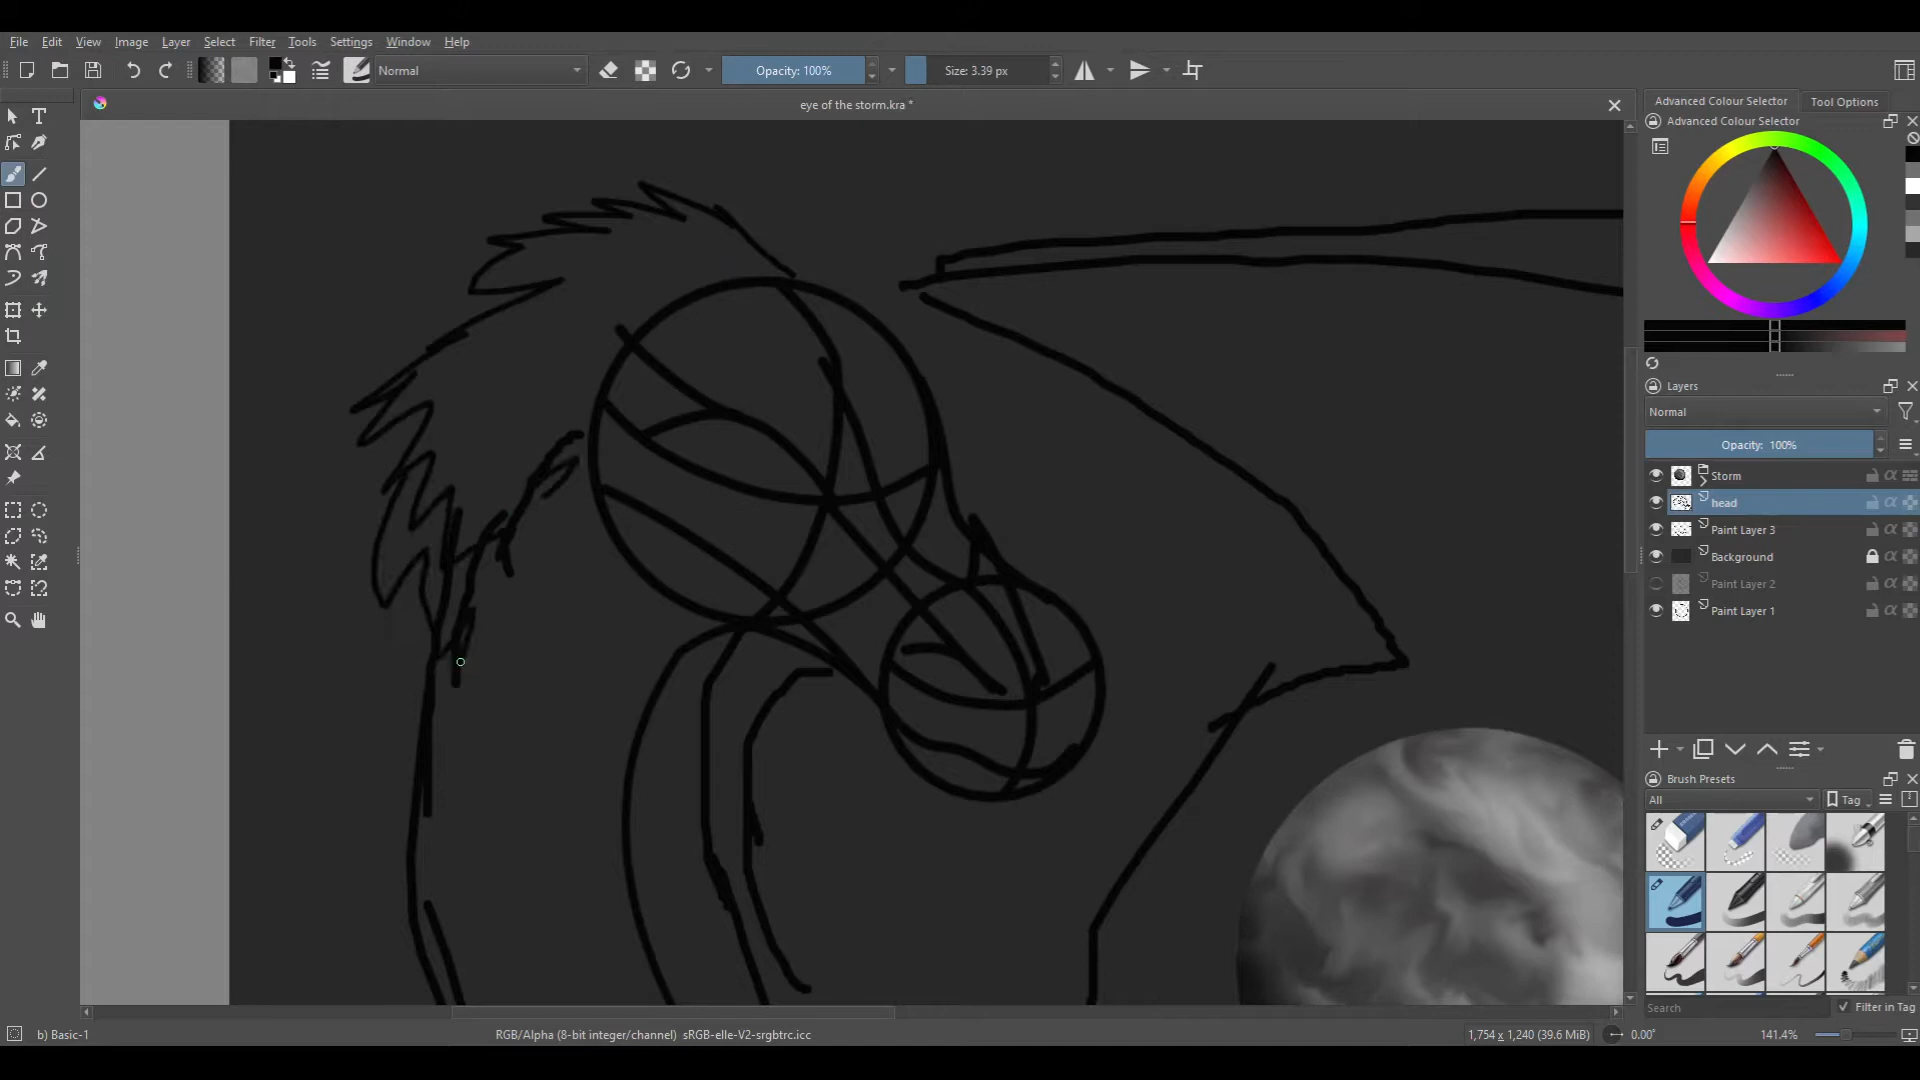 File Edit View Image Layer Select Filter Tools Settings Window Help
Normal
Opacity: 100%
Size: 3.39 px
eye of the storm.kra *
Advanced Colour Selector
Tool Options
Advanced Colour Selector
Layers
Normal
Opacity: 100%
Storm
head
Paint Layer 3
Background
Paint Layer 2
Paint Layer 1
Brush Presets
All
Tag
Search
Filter in Tag
b) Basic-1
RGB/Alpha (8-bit integer/channel) sRGB-elle-V2-srgbtrc.icc
1,754 x 1,240 (39.6 MiB)
0.00°
141.4%